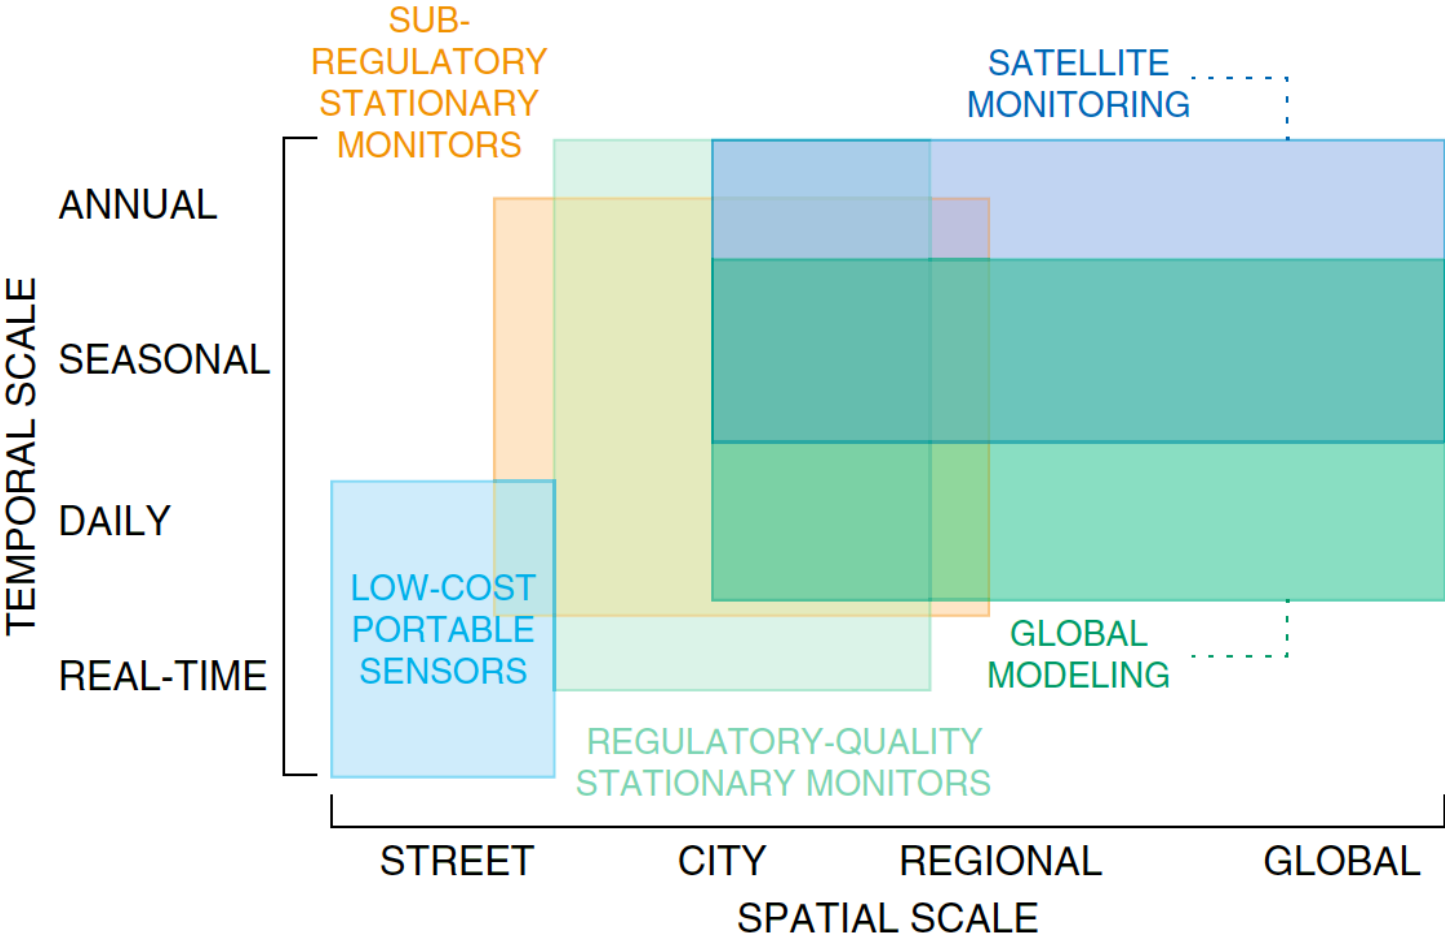 SUB-
REGULATORY
STATIONARY
MONITORS
SATELLITE
MONITORING
TEMPORAL SCALE
ANNUAL
SEASONAL
DAILY
REAL-TIME
LOW-COST
PORTABLE
SENSORS
GLOBAL
MODELING
REGULATORY-QUALITY
STATIONARY MONITORS
STREET
CITY
REGIONAL
GLOBAL
SPATIAL SCALE